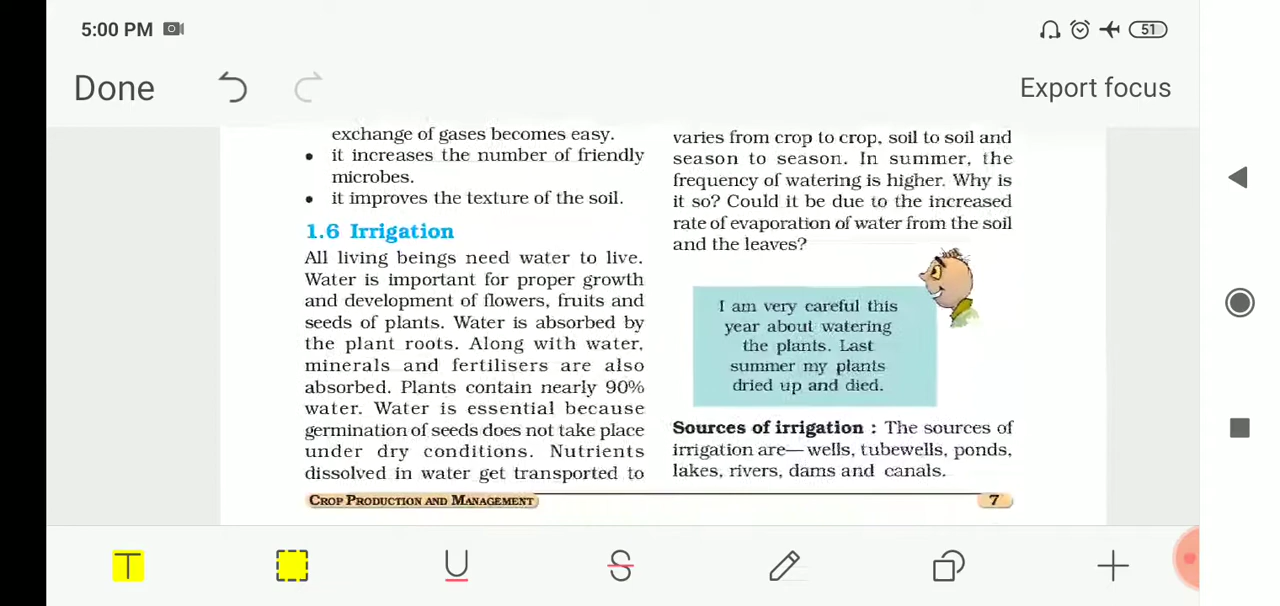 5:00 PM
51
Done
Export focus
exchange of gases becomes easy.
• it increases the number of friendly
microbes.
• it improves the texture of the soil.
1.6 Irrigation
All living beings need water to live.
Water is important for proper growth
and development of flowers, fruits and
seeds of plants. Water is absorbed by
the plant roots. Along with water,
minerals and fertilisers are also
absorbed. Plants contain nearly 90%
water. Water is essential because
germination of seeds does not take place
under dry conditions. Nutrients
dissolved in water get transported to
varies from crop to crop, soil to soil and
season to season. In summer, the
frequency of watering is higher. Why is
it so? Could it be due to the increased
rate of evaporation of water from the soil
and the leaves?
I am very careful this
year about watering
the plants. Last
summer my plants
dried up and died.
Sources of irrigation : The sources of
irrigation are—wells, tubewells, ponds,
lakes, rivers, dams and canals.
CROP PRODUCTION AND MANAGEMENT
7
T
U
S